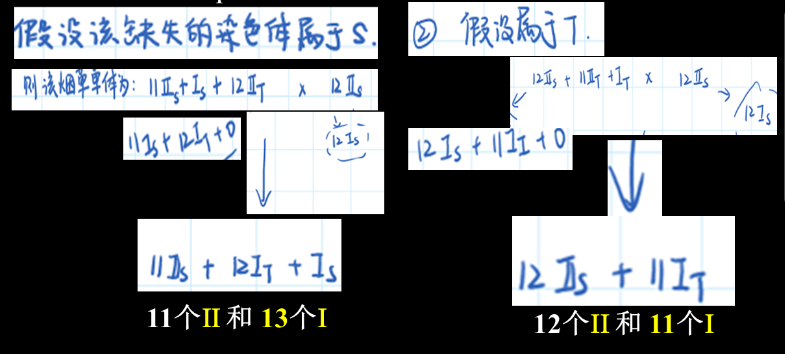 假设该缺失的染色体属于S.
则该烟草单体为: 11II_S+I_S+12II_T × 12II_S
11I_S+12I_T+0
12I_S
11II_S + 12I_T + I_S
11个II 和 13个I
② 假设属于T.
12II_S + 11II_T + I_T × 12II_S
12I_S
12I_S + 11I_I + 0
12II_S + 11I_T
12个II 和 11个I